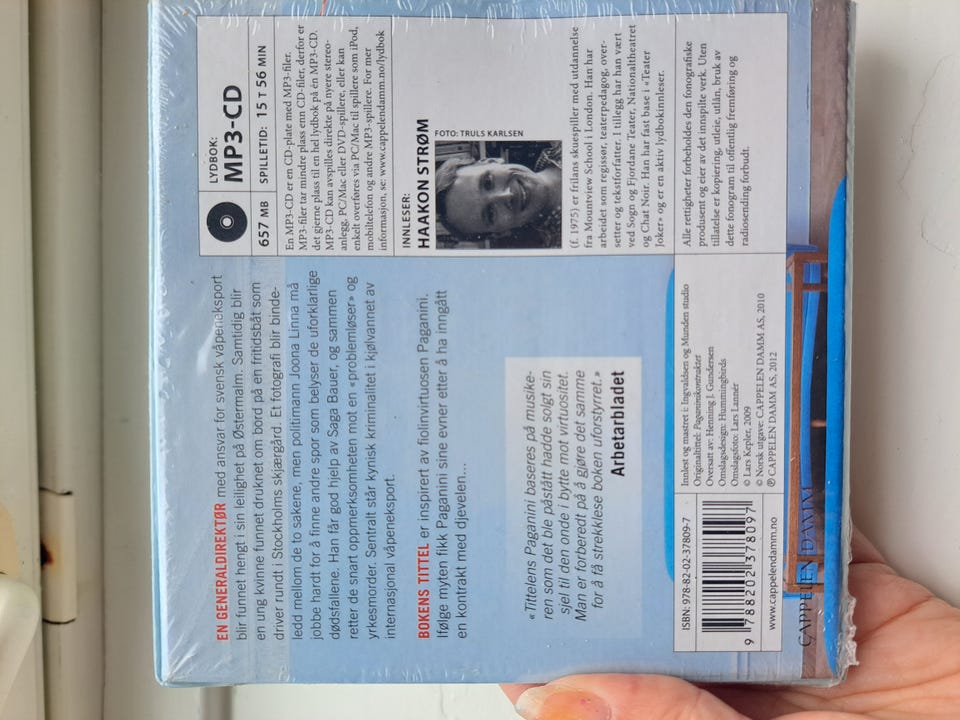 EN GENERALDIREKTØR med ansvar for svensk våpeneksport
blir funnet hengt i sin leilighet på Østermalm. Samtidig blir
en ung kvinne funnet druknet om bord på en fritidsbåt som
driver rundt i Stockholms skjærgård. Et fotografi blir binde-
ledd mellom de to sakene, men politimann Joona Linna må
jobbe hardt for å finne andre spor som belyser de uforklarlige
dødsfallene. Han får god hjelp av Saga Bauer, og sammen
retter de snart oppmerksomheten mot en «problemløser» og
yrkesmorder. Sentralt står kynisk kriminalitet i kjølvannet av
internasjonal våpeneksport.
BOKENS TITTEL er inspirert av fiolinvirtuosen Paganini.
Ifølge myten fikk Paganini sine evner etter å ha inngått
en kontrakt med djevelen...
«Tittelens Paganini baseres på musike-
ren som det ble påstått hadde solgt sin
sjel til den onde i bytte mot virtuositet.
Man er forberedt på å gjøre det samme
for å få strekklese boken uforstyrret.»
Arbetarbladet
LYDBOK:
MP3-CD
657 MB
SPILLETID: 15 T 56 MIN
En MP3-CD er en CD-plate med MP3-filer.
MP3-filer tar mindre plass enn CD-filer, derfor er
det gjerne plass til en hel lydbok på én MP3-CD.
MP3-CD kan avspilles direkte på nyere stereo-
anlegg, PC/Mac eller DVD-spillere, eller kan
enkelt overføres via PC/Mac til spillere som iPod,
mobiltelefon og andre MP3-spillere. For mer
informasjon, se: www.cappelendamm.no/lydbok
INNLESER:
HAAKON STRØM
FOTO: TRULS KARLSEN
(f. 1975) er frilans skuespiller med utdannelse
fra Mountview School i London. Han har
arbeidet som regissør, teaterpedagog, over-
setter og tekstforfatter. I tillegg har han vært
ved Sogn og Fjordane Teater, Nationaltheatret
og Chat Noir. Han har fast base i «Teater
Joker» og er en aktiv lydbokinnleser.
Alle rettigheter forbeholdes den fonografiske
produsent og eier av det innspilte verk. Uten
tillatelse er kopiering, utleie, utlån, bruk av
dette fonogram til offentlig fremføring og
radiosending forbudt.
Innlest og mastret i: Ingvaldsen og Munden studio
Originaltittel: Paganinikontraktet
Oversatt av: Henning J. Gundersen
Omslagsdesign: Hummingbirds
Omslagsfoto: Lars Lannér
© Lars Kepler, 2009
© Norsk utgave: CAPPELEN DAMM AS, 2010
℗ CAPPELEN DAMM AS, 2012
ISBN: 978-82-02-37809-7
9 788202 378097
www.cappelendamm.no
CAPPELEN DAMM